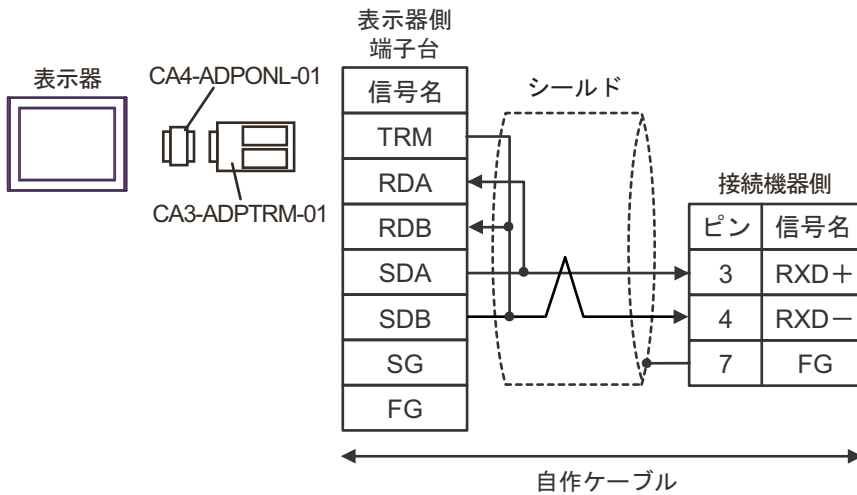 表示器
CA4-ADPONL-01
CA3-ADPTRM-01
表示器側
端子台
信号名
TRM
RDA
RDB
SDA
SDB
SG
FG
シールド
接続機器側
ピン 信号名
3 RXD＋
4 RXD－
7 FG
自作ケーブル